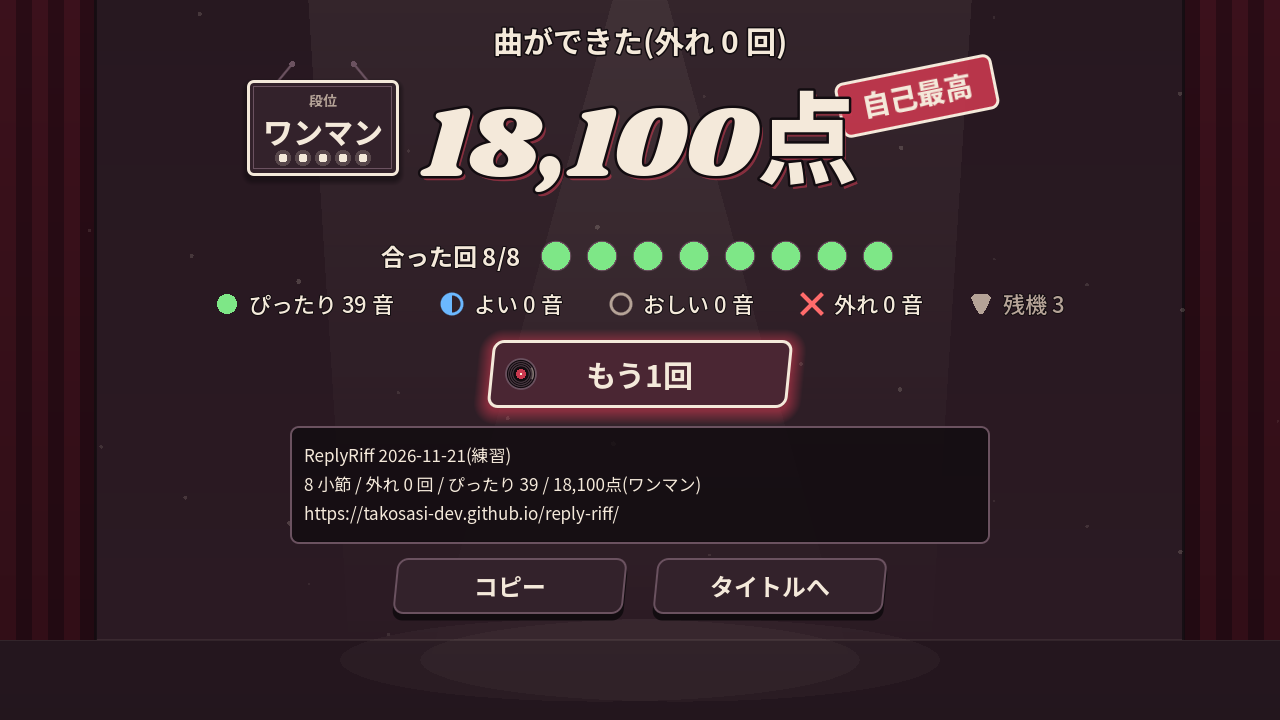 曲ができた(外れ 0 回)
段位
ワンマン
18,100点
自己最高
合った回 8/8
ぴったり 39 音
よい 0 音
おしい 0 音
外れ 0 音
残機 3
もう1回
ReplyRiff 2026-11-21(練習)
8 小節 / 外れ 0 回 / ぴったり 39 / 18,100点(ワンマン)
https://takosasi-dev.github.io/reply-riff/
コピー
タイトルへ